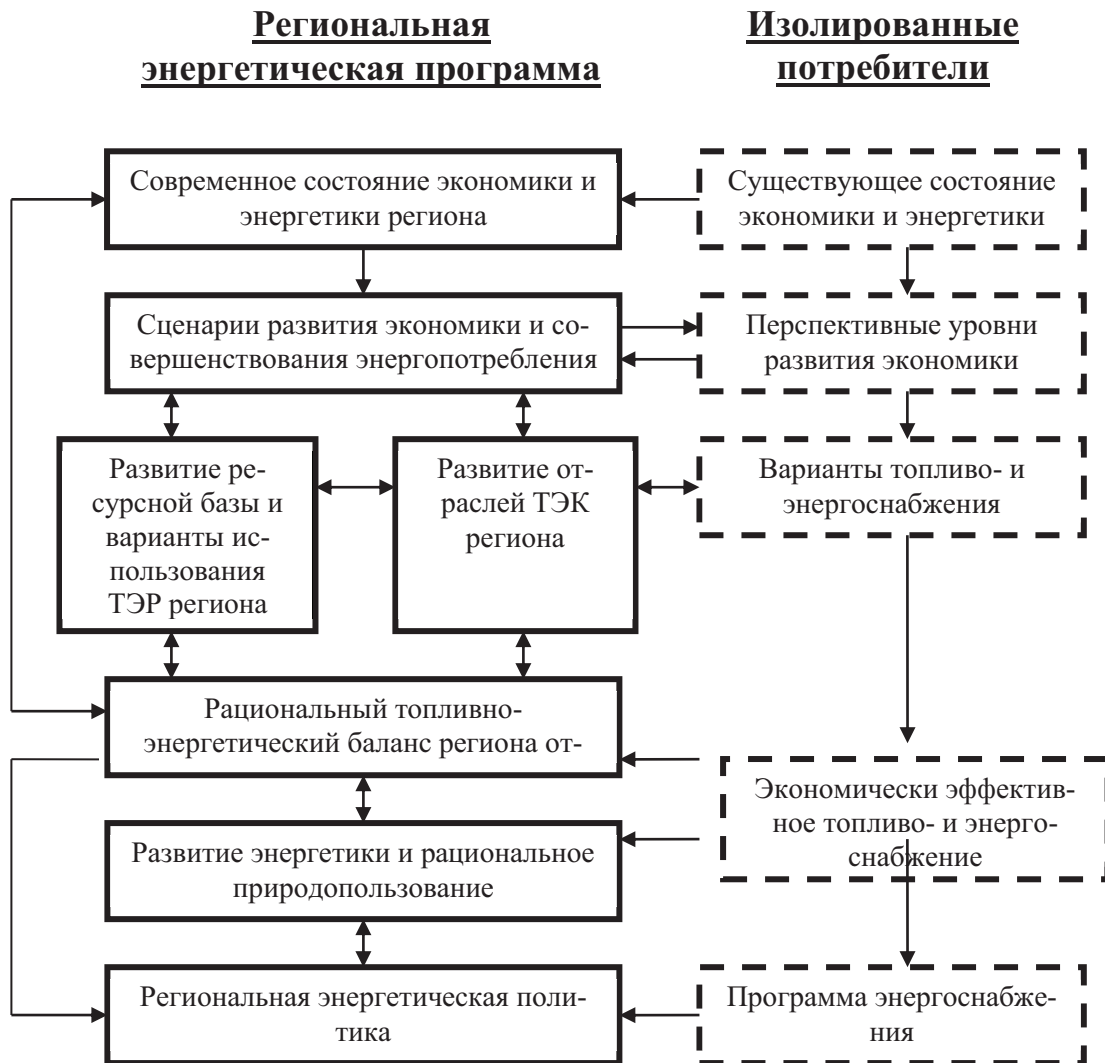 Региональная
энергетическая программа
Изолированные
потребители
Современное состояние экономики и
энергетики региона
Существующее состояние
экономики и энергетики
Сценарии развития экономики и со-
вершенствования энергопотребления
Перспективные уровни
развития экономики
Развитие ре-
сурсной базы и
варианты ис-
пользования
ТЭР региона
Развитие от-
раслей ТЭК
региона
Варианты топливо- и
энергоснабжения
Рациональный топливно-
энергетический баланс региона от-
Экономически эффектив-
ное топливо- и энерго-
снабжение
Развитие энергетики и рациональное
природопользование
Региональная энергетическая поли-
тика
Программа энергоснабже-
ния